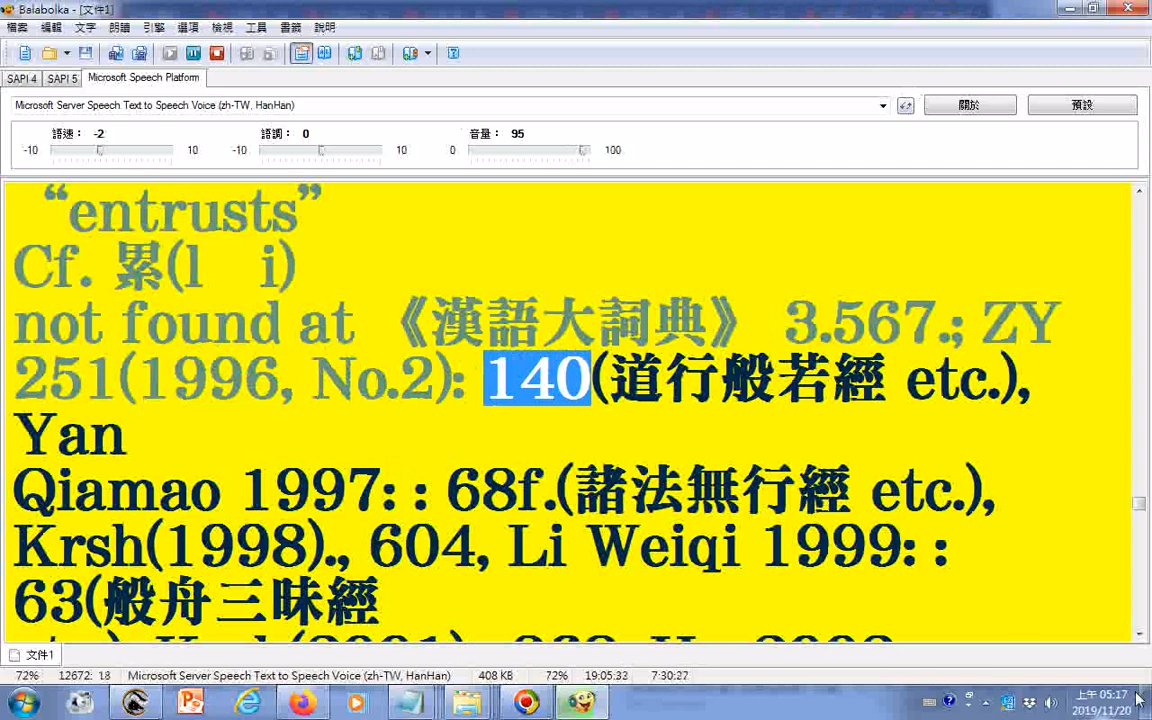 Balabolka - [文件1]
檔案 編輯 文字 朗讀 引擎 選項 檢視 工具 書籤 說明
SAPI 4 SAPI 5 Microsoft Speech Platform
Microsoft Server Speech Text to Speech Voice (zh-TW, HanHan) 關於 預設
語速： -2 語調： 0 音量： 95
-10 10 -10 10 0 100
“entrusts”
Cf. 累(l i)
not found at 《漢語大詞典》 3.567.; ZY
251(1996, No.2): 140(道行般若經 etc.),
Yan
Qiamao 1997: : 68f.(諸法無行經 etc.),
Krsh(1998)., 604, Li Weiqi 1999: :
63(般舟三昧經
文件1
72% 12672: 18 Microsoft Server Speech Text to Speech Voice (zh-TW, HanHan) 408 KB 72% 19:05:33 7:30:27
上午 05:17
2019/11/20